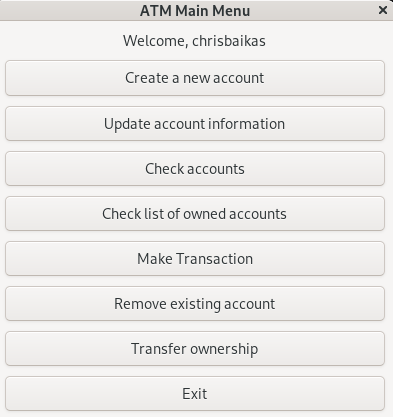 ATM Main Menu
Welcome, chrisbaikas
Create a new account
Update account information
Check accounts
Check list of owned accounts
Make Transaction
Remove existing account
Transfer ownership
Exit